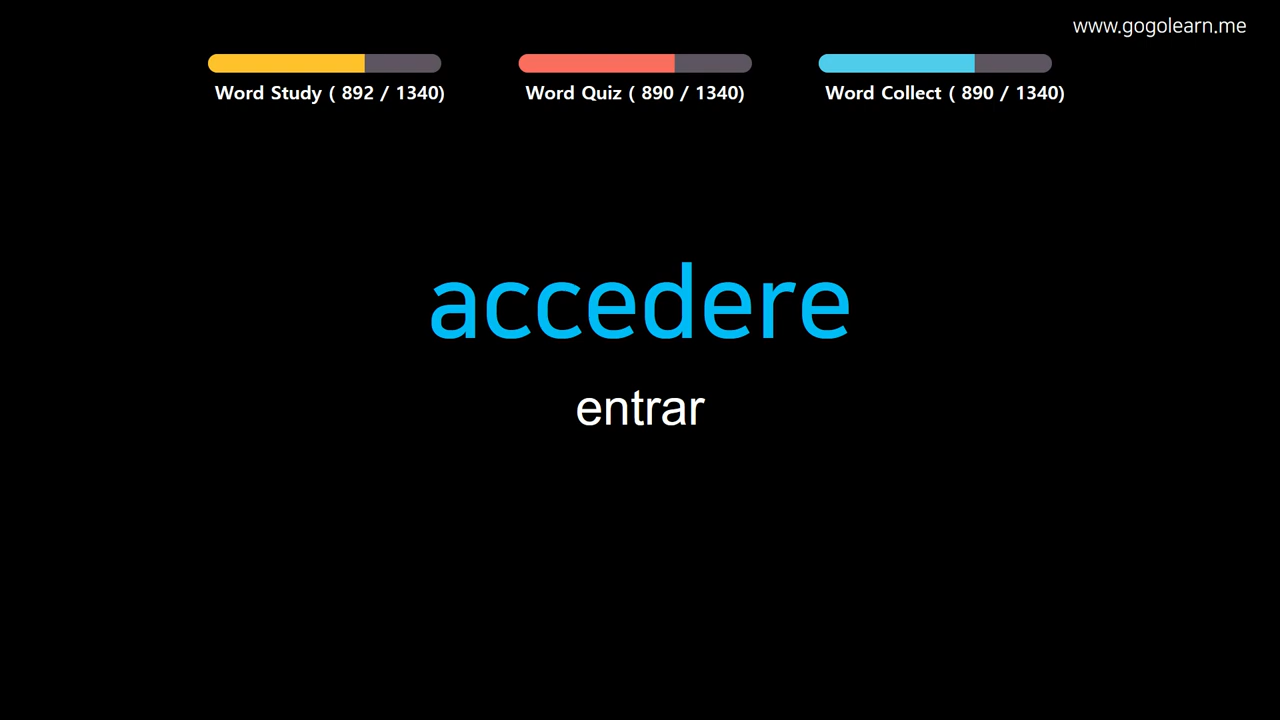 www.gogolearn.me
Word Study ( 892 / 1340)
Word Quiz ( 890 / 1340)
Word Collect ( 890 / 1340)
accedere
entrar